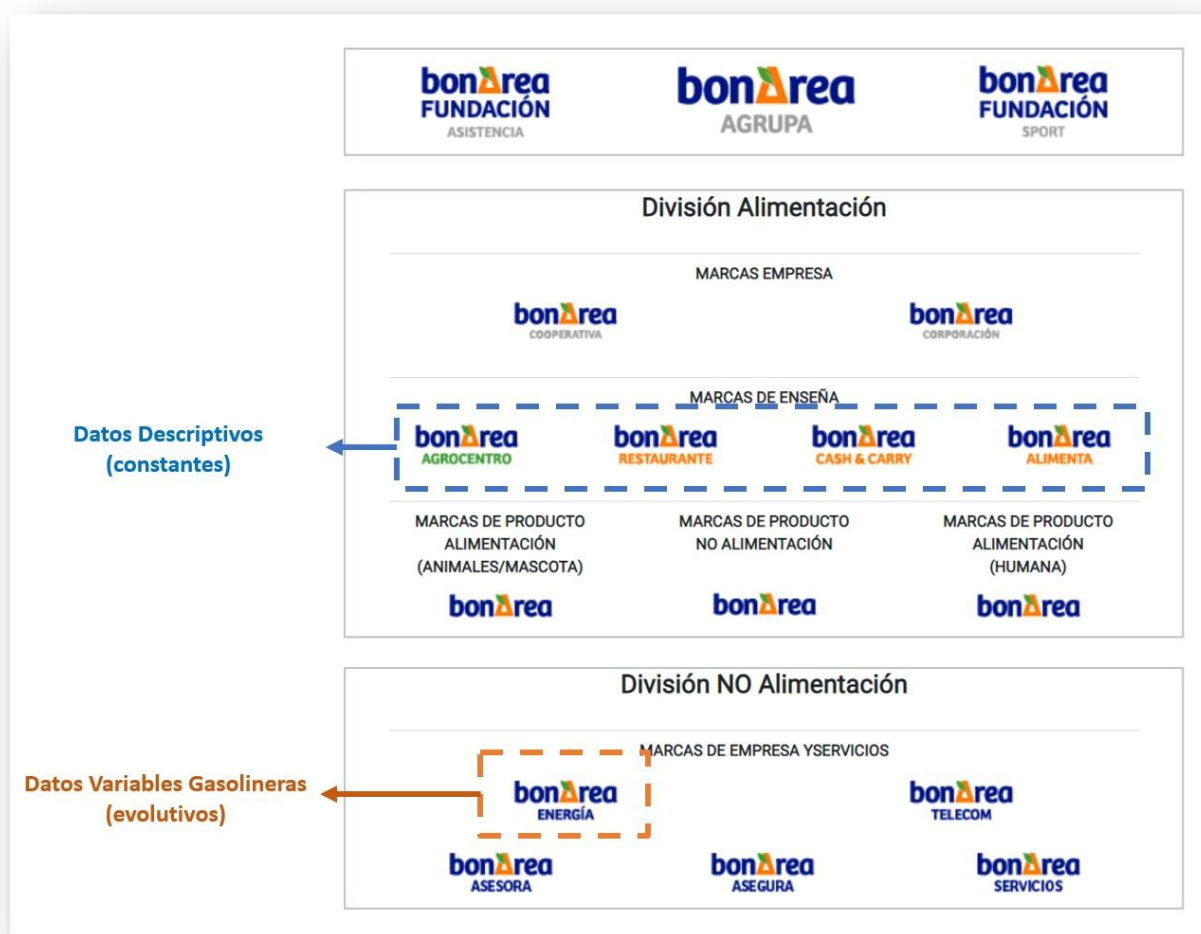 bonÀrea bonÀrea bonÀrea
FUNDACIÓN AGRUPA FUNDACIÓN
ASISTENCIA SPORT
División Alimentación
MARCAS EMPRESA
bonÀrea bonÀrea
COOPERATIVA CORPORACIÓN
MARCAS DE ENSEÑA
Datos Descriptivos
(constantes)
bonÀrea bonÀrea bonÀrea bonÀrea
AGROCENTRO RESTAURANTE CASH & CARRY ALIMENTA
MARCAS DE PRODUCTO
ALIMENTACIÓN
(ANIMALES/MASCOTA)
MARCAS DE PRODUCTO
NO ALIMENTACIÓN
MARCAS DE PRODUCTO
ALIMENTACIÓN
(HUMANA)
bonÀrea bonÀrea bonÀrea
División NO Alimentación
MARCAS DE EMPRESA YSERVICIOS
Datos Variables Gasolineras
(evolutivos)
bonÀrea bonÀrea
ENERGÍA TELECOM
bonÀrea bonÀrea bonÀrea
ASESORA ASEGURA SERVICIOS